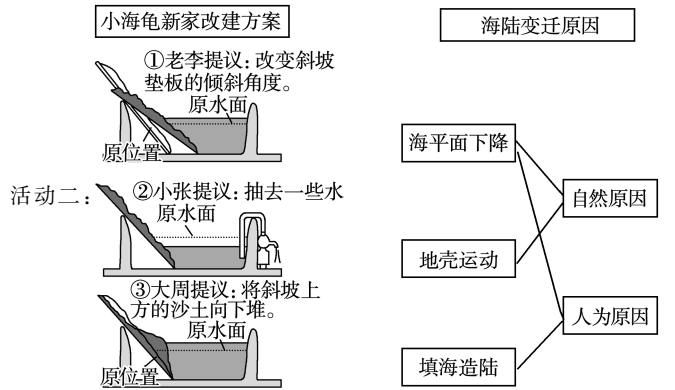 小海龟新家改建方案
①老李提议：改变斜坡
垫板的倾斜角度。
原水面
原位置
活动二：
②小张提议：抽去一些水
原水面
③大周提议：将斜坡上
方的沙土向下堆。
原水面
原位置
海陆变迁原因
海平面下降
自然原因
地壳运动
人为原因
填海造陆